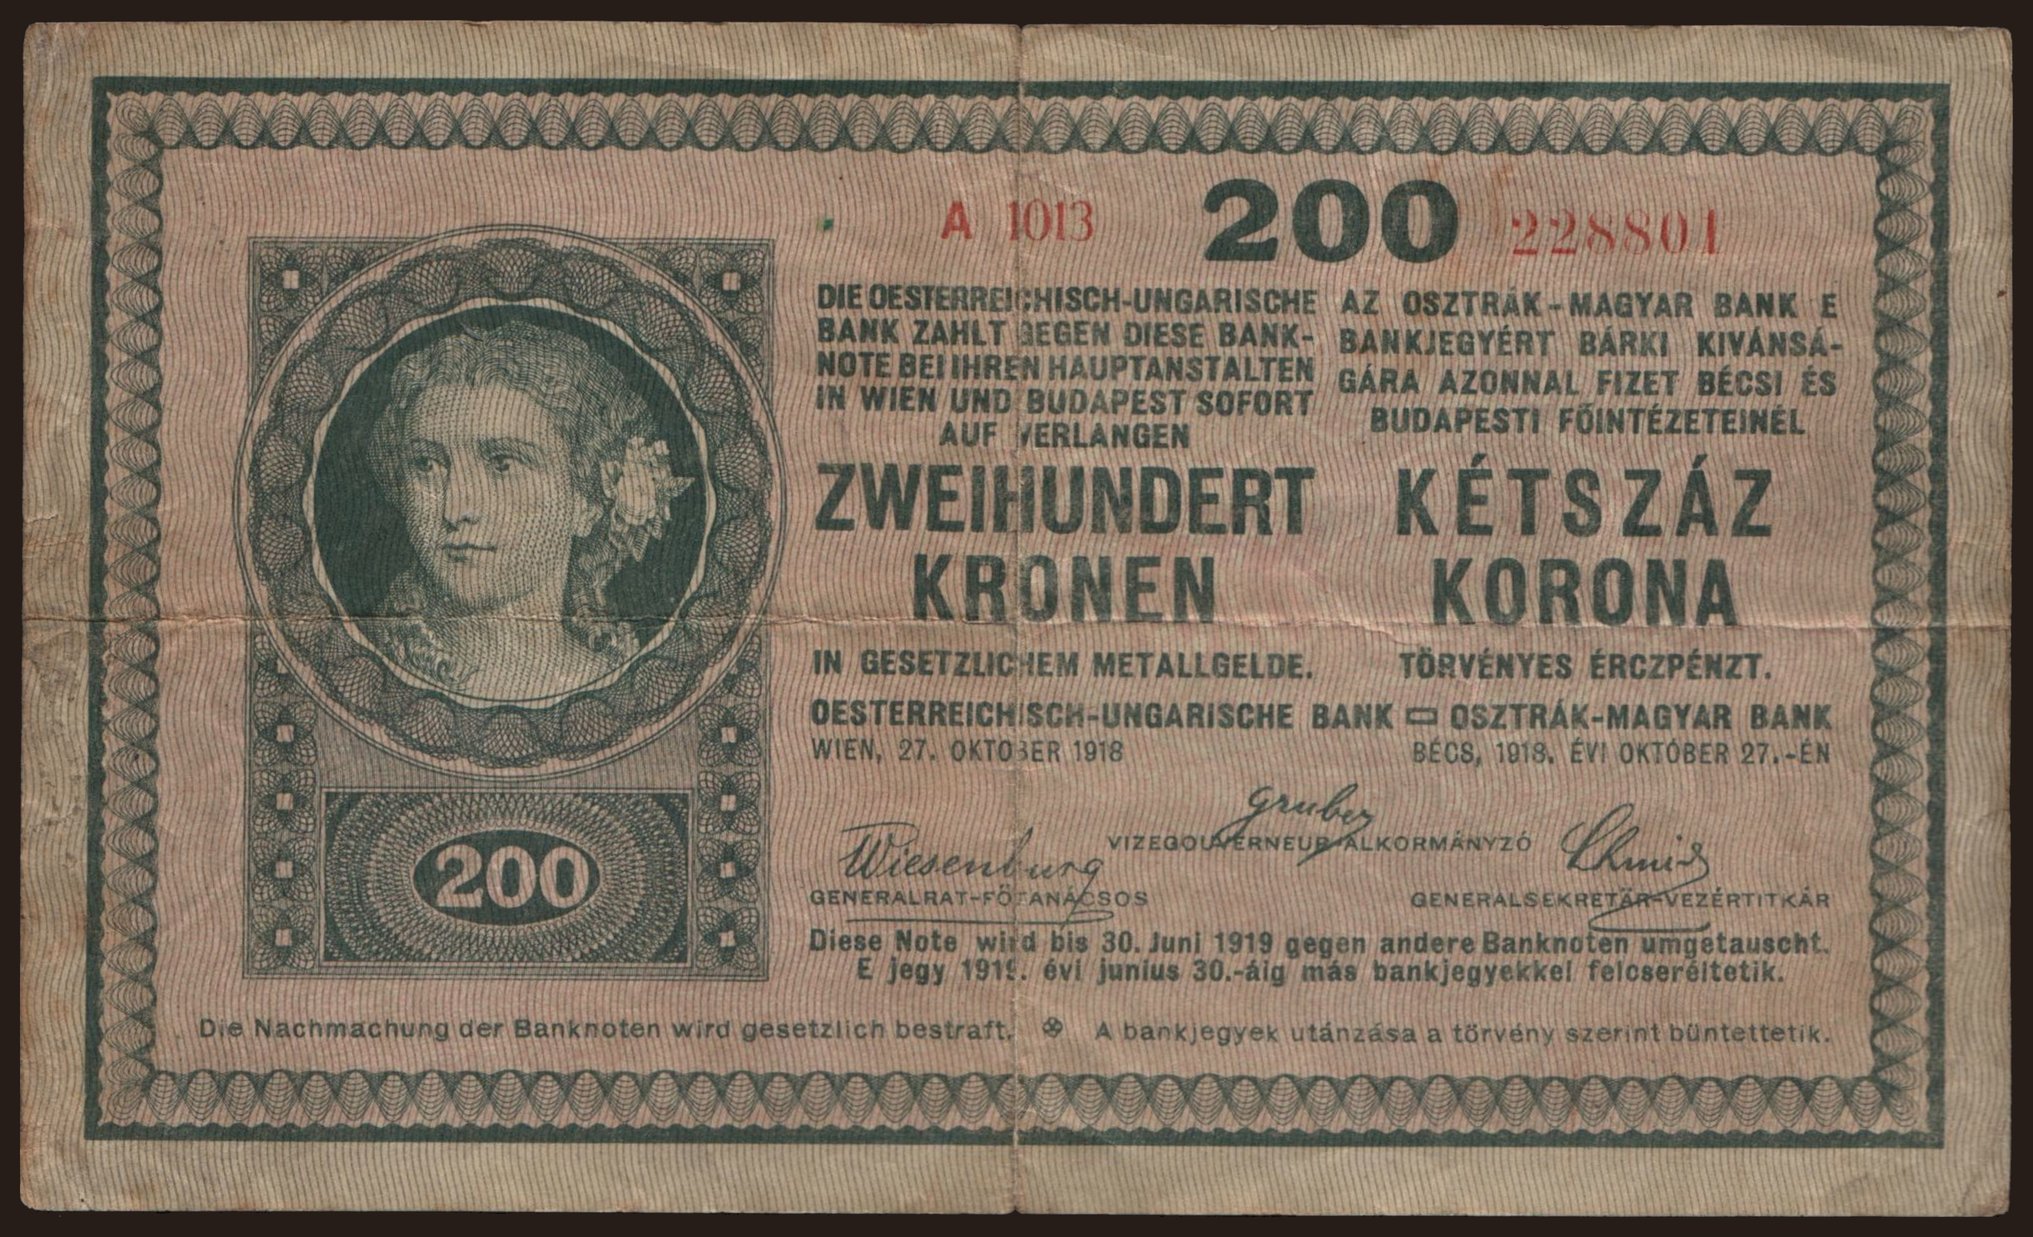 A 1013 200 228801
DIE OESTERREICHISCH-UNGARISCHE
BANK ZAHLT GEGEN DIESE BANK-
NOTE BEI IHREN HAUPTANSTALTEN
IN WIEN UND BUDAPEST SOFORT
AUF VERLANGEN
ZWEIHUNDERT
KRONEN
IN GESETZLICHEM METALLGELDE.
AZ OSZTRÁK-MAGYAR BANK E
BANKJEGYÉRT BÁRKI KIVÁNSÁ-
GÁRA AZONNAL FIZET BÉCSI ÉS
BUDAPESTI FŐINTÉZETEINÉL
KÉTSZÁZ
KORONA
TÖRVÉNYES ÉRCZPÉNZT.
OESTERREICHISCH-UNGARISCHE BANK OSZTRÁK-MAGYAR BANK
WIEN, 27. OKTOBER 1918
BÉCS, 1918. ÉVI OKTÓBER 27.-ÉN
Gruber
VIZEGOUVERNEUR-ALKORMÁNYZÓ
Wiesenburg
GENERALRAT-FŐTANÁCSOS
Schmid
GENERALSEKRETÄR-VEZÉRTITKÁR
200
Diese Note wird bis 30. Juni 1919 gegen andere Banknoten umgetauscht.
E jegy 1919. évi junius 30.-áig más bankjegyekkel felcseréltetik.
Die Nachmachung der Banknoten wird gesetzlich bestraft. A bankjegyek utánzása a törvény szerint büntettetik.